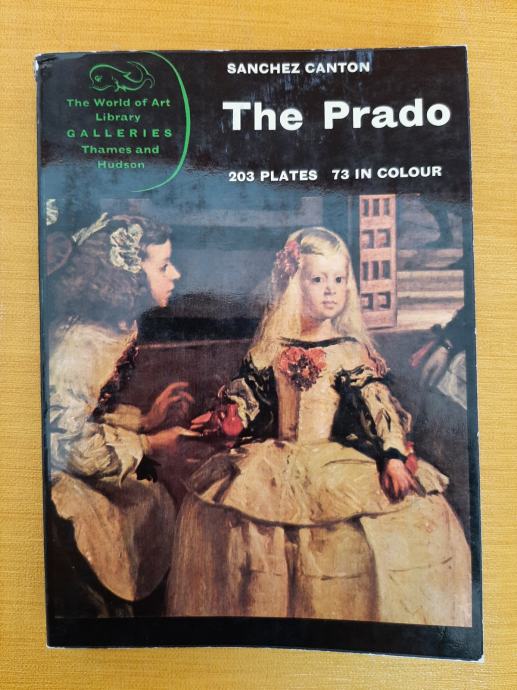 SANCHEZ CANTON
The Prado
203 PLATES 73 IN COLOUR
The World of Art
Library
GALLERIES
Thames and
Hudson